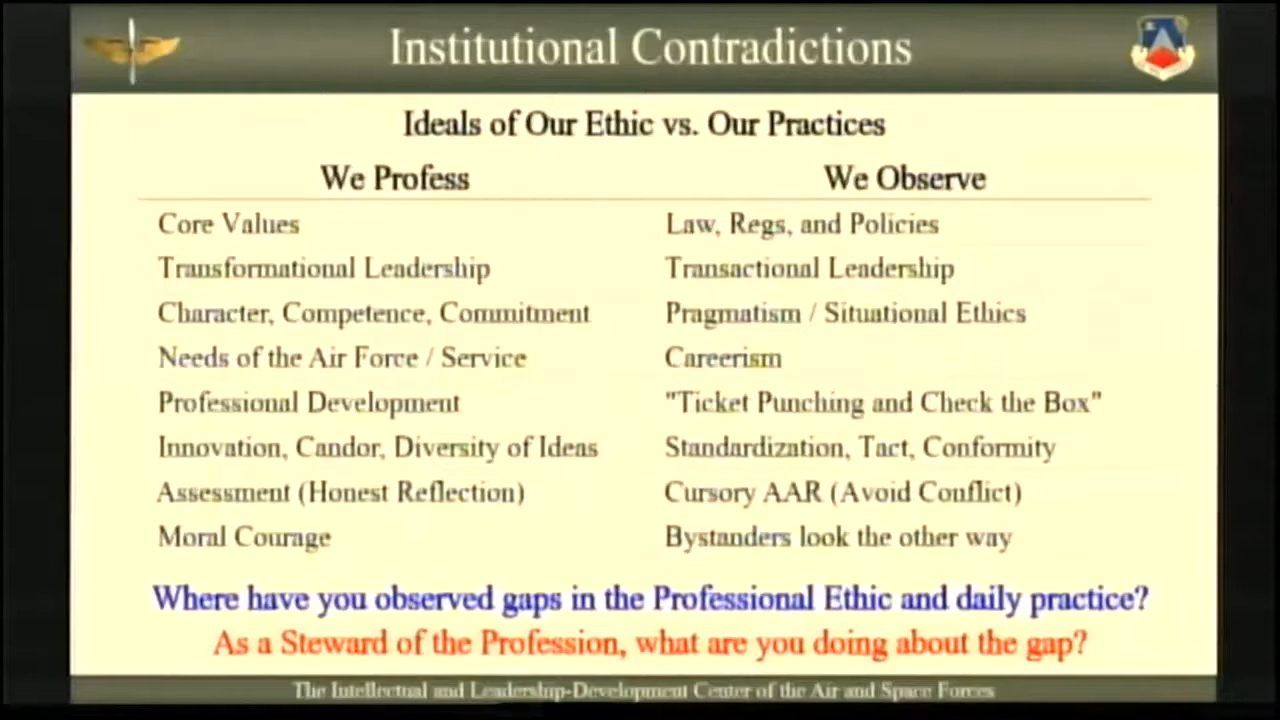 Institutional Contradictions
Ideals of Our Ethic vs. Our Practices
We Profess We Observe
Core Values Law, Regs, and Policies
Transformational Leadership Transactional Leadership
Character, Competence, Commitment Pragmatism / Situational Ethics
Needs of the Air Force / Service Careerism
Professional Development "Ticket Punching and Check the Box"
Innovation, Candor, Diversity of Ideas Standardization, Tact, Conformity
Assessment (Honest Reflection) Cursory AAR (Avoid Conflict)
Moral Courage Bystanders look the other way
Where have you observed gaps in the Professional Ethic and daily practice?
As a Steward of the Profession, what are you doing about the gap?
The Intellectual and Leadership-Development Center of the Air and Space Forces